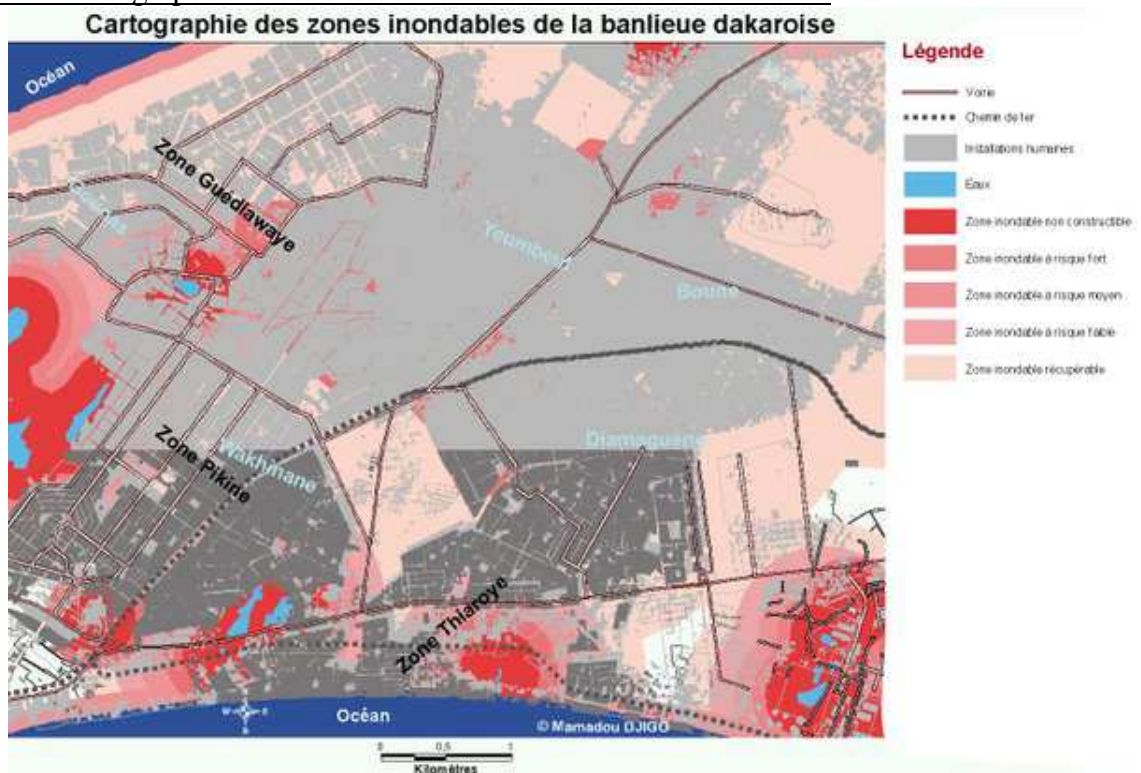 Cartographie des zones inondables de la banlieue dakaroise
Océan
Zone Guédiawaye
Yeumbeul
Boune
Zone Pikine
Wakhinane
Diamaguène
Zone Thiaroye
Océan
© Mamadou DJIGO
0 0,5 1
Kilomètres
Légende
Voirie
Chemin de fer
Installations humaines
Eaux
Zone inondable non constructible
Zone inondable à risque fort
Zone inondable à risque moyen
Zone inondable à risque faible
Zone inondable récupérable